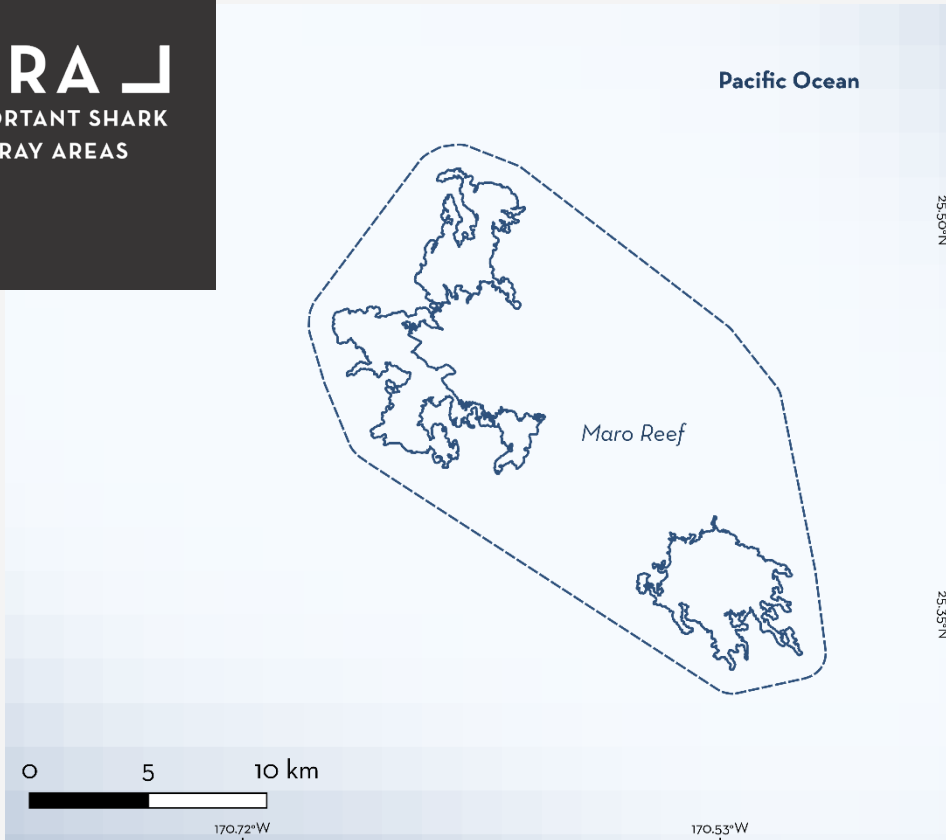 RA
ORTANT SHARK
RAY AREAS
Pacific Ocean
25.50°N
Maro Reef
25.35°N
0 5 10 km
170.72°W 170.53°W